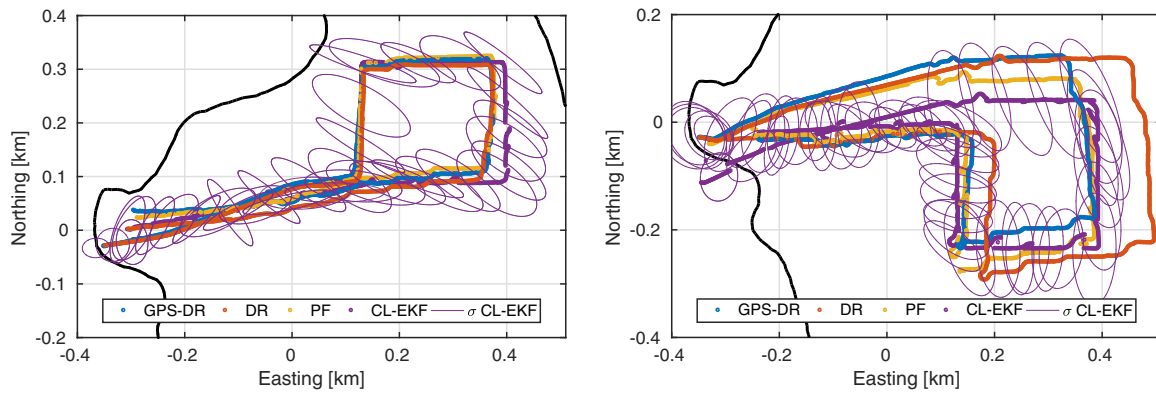 0.4
0.3
0.2
0.1
0
-0.1
-0.2
Northing [km]
GPS-DR DR PF CL-EKF σ CL-EKF
-0.4 -0.2 0 0.2 0.4
Easting [km]
0.4
0.2
0
-0.2
-0.4
Northing [km]
GPS-DR DR PF CL-EKF σ CL-EKF
-0.4 -0.2 0 0.2 0.4
Easting [km]